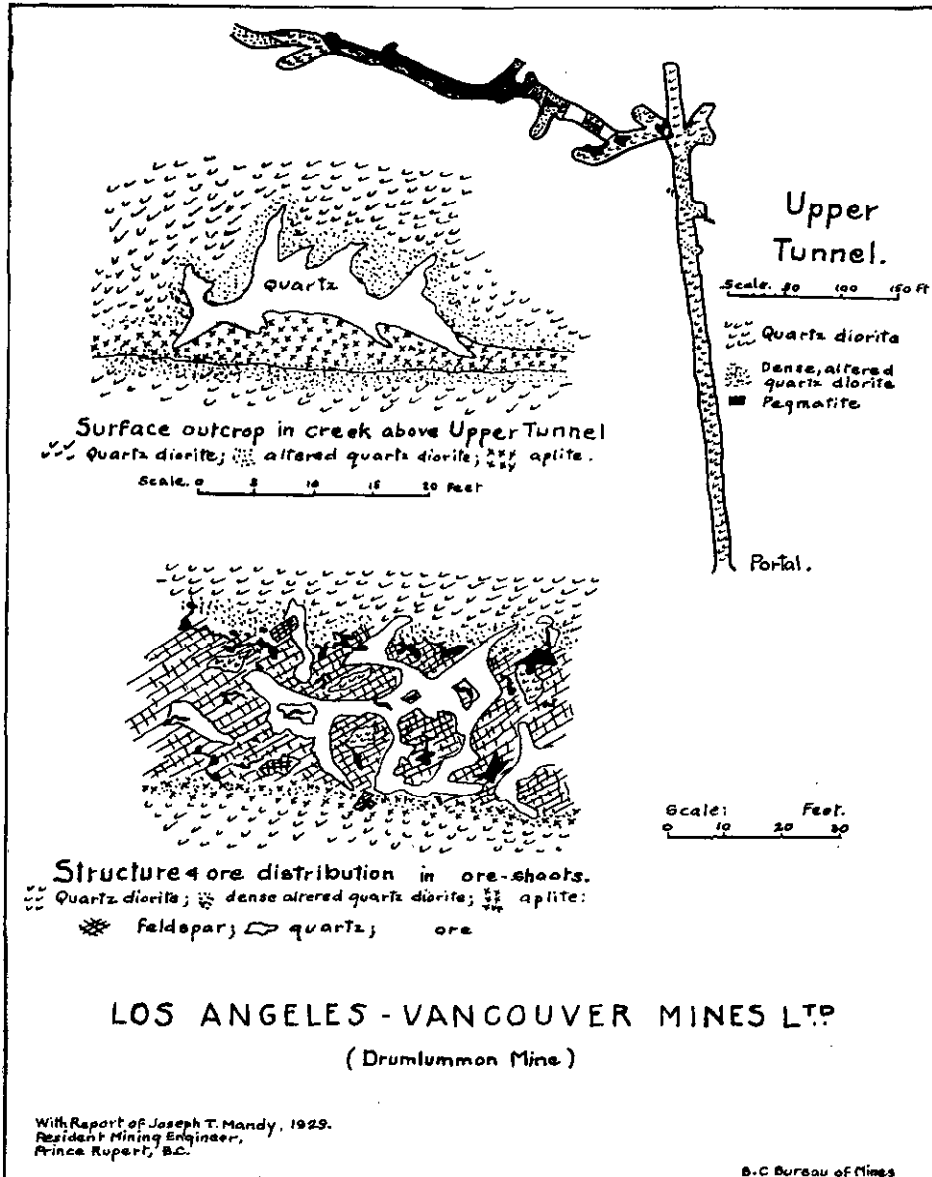 Upper
Tunnel.
Scale. 50 100 150 Ft
Quartz diorite
Dense, altered
quartz diorite
Pegmatite
Quartz
Surface outcrop in creek above Upper Tunnel
Quartz diorite; altered quartz diorite; aplite.
Scale. 0 5 10 15 20 Feet
Portal.
Scale: Feet.
0 10 20 30
Structure & ore distribution in ore-shoots.
Quartz diorite; dense altered quartz diorite; aplite:
feldspar; quartz; ore
LOS ANGELES - VANCOUVER MINES LTD
(Drumlummon Mine)
With Report of Joseph T. Mandy, 1929.
Resident Mining Engineer,
Prince Rupert, B.C.
B.C Bureau of Mines